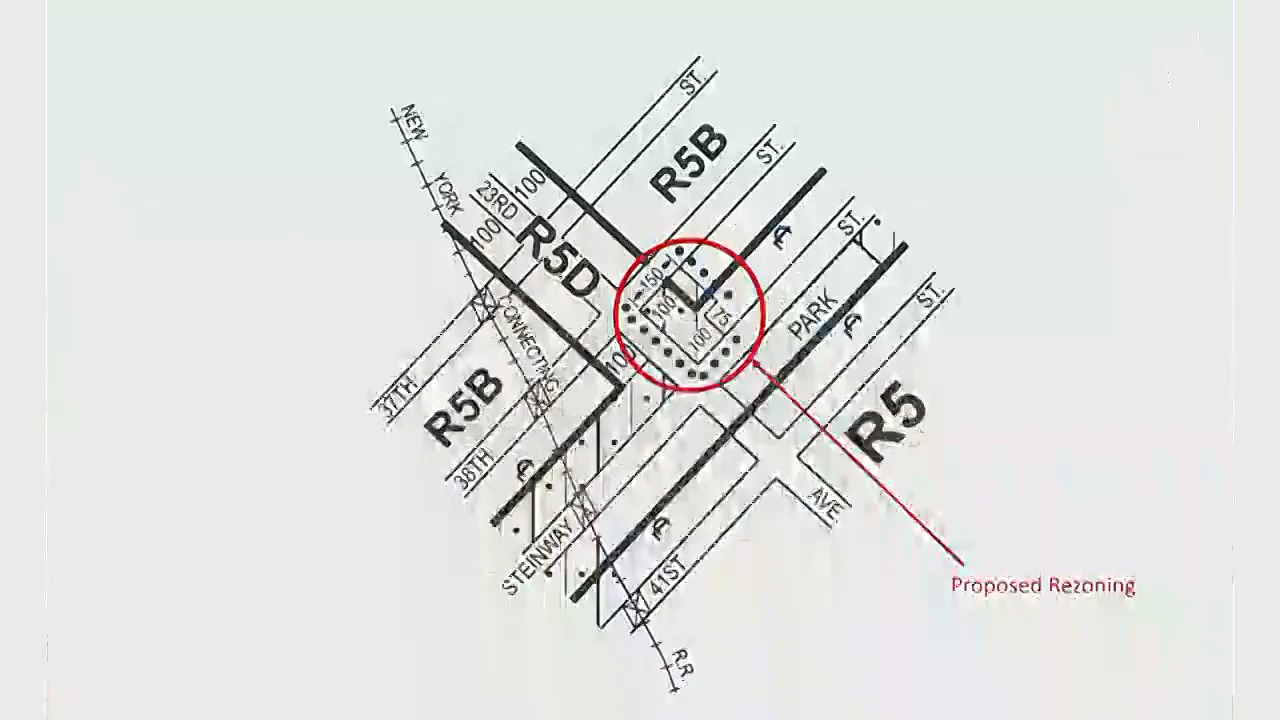 ST.
NEW
R5B
ST.
YORK
100
23RD
ST.
100
R5D
150
100
CONNECTING
75
PARK
ST.
100
100
37TH
R5B
R5
38TH
AVE.
STEINWAY
41ST
Proposed Rezoning
R.R.